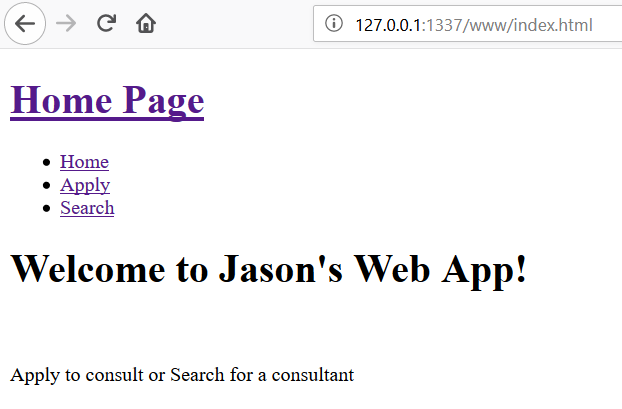 127.0.0.1:1337/www/index.html
Home Page
Home
Apply
Search
Welcome to Jason's Web App!
Apply to consult or Search for a consultant